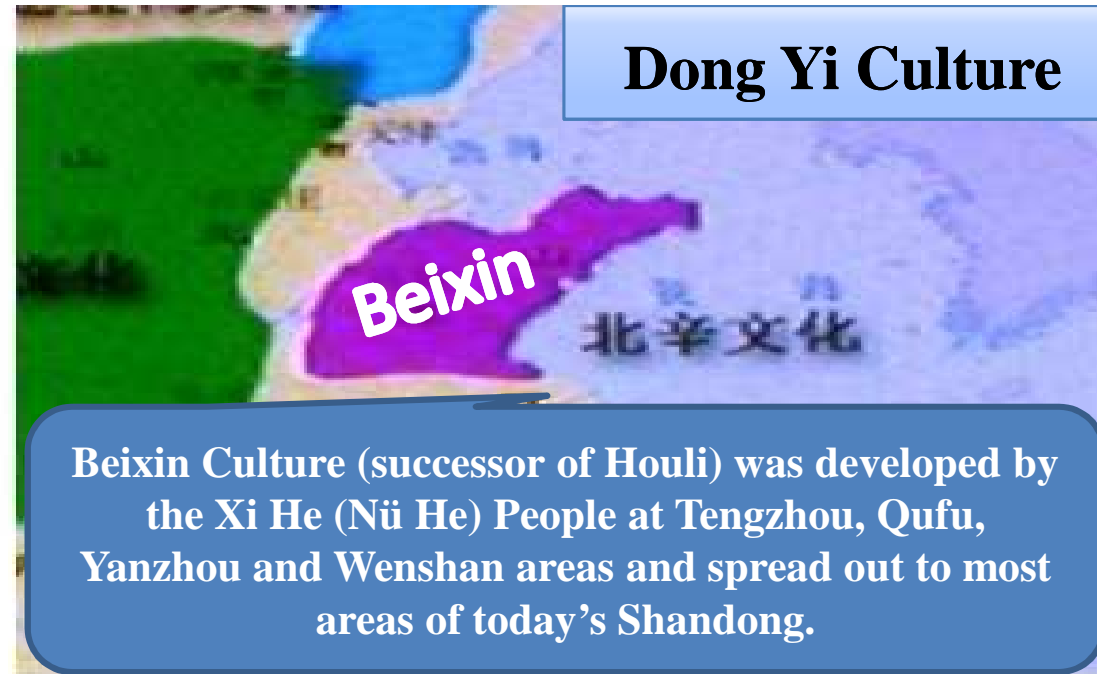 Dong Yi Culture
Beixin
北辛文化
Beixin Culture (successor of Houli) was developed by
the Xi He (Nü He) People at Tengzhou, Qufu,
Yanzhou and Wenshan areas and spread out to most
areas of today’s Shandong.